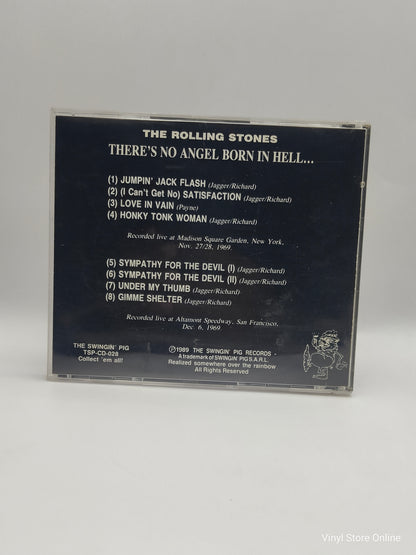 THE ROLLING STONES
THERE'S NO ANGEL BORN IN HELL...
(1) JUMPIN' JACK FLASH (Jagger/Richard)
(2) (I Can't Get No) SATISFACTION (Jagger/Richard)
(3) LOVE IN VAIN (Payne)
(4) HONKY TONK WOMAN (Jagger/Richard)
Recorded live at Madison Square Garden, New York,
Nov. 27/28, 1969.
(5) SYMPATHY FOR THE DEVIL (I) (Jagger/Richard)
(6) SYMPATHY FOR THE DEVIL (II) (Jagger/Richard)
(7) UNDER MY THUMB (Jagger/Richard)
(8) GIMME SHELTER (Jagger/Richard)
Recorded live at Altamont Speedway, San Francisco,
Dec. 6, 1969.
THE SWINGIN' PIG
TSP-CD-028
Collect 'em all!
℗1989 THE SWINGIN' PIG RECORDS -
A trademark of SWINGIN' PIG S.A.R.L.
Realized somewhere over the rainbow
All Rights Reserved
Vinyl Store Online